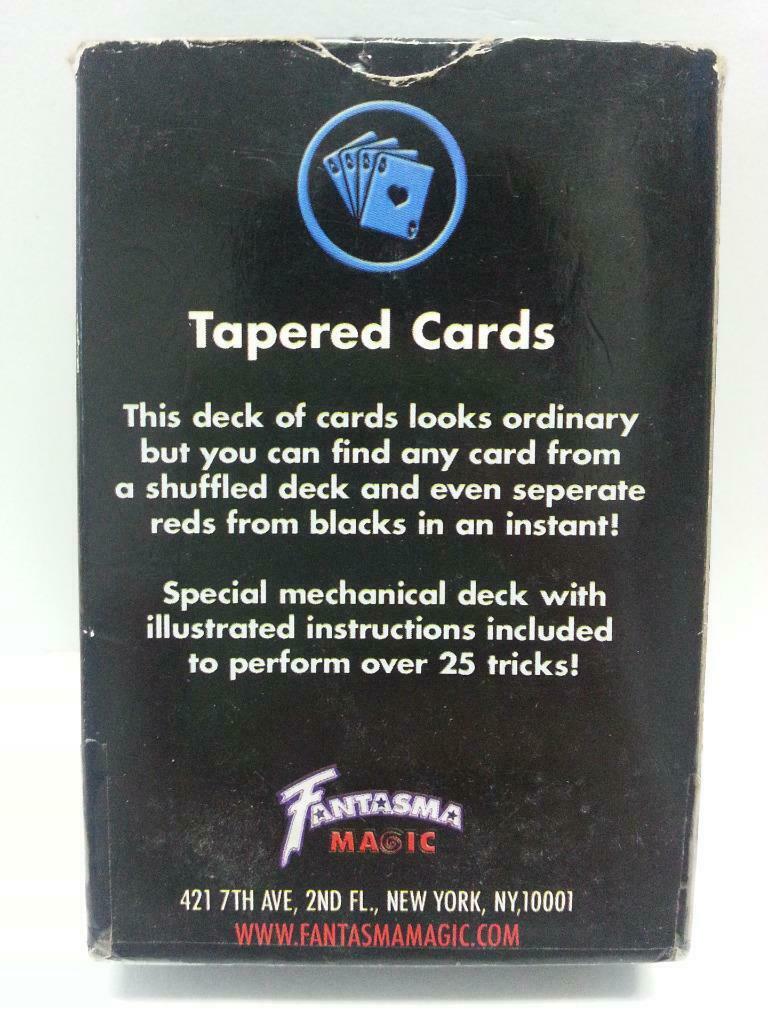 Tapered Cards
This deck of cards looks ordinary
but you can find any card from
a shuffled deck and even seperate
reds from blacks in an instant!
Special mechanical deck with
illustrated instructions included
to perform over 25 tricks!
FANTASMA
MAGIC
421 7TH AVE, 2ND FL., NEW YORK, NY,10001
WWW.FANTASMAMAGIC.COM